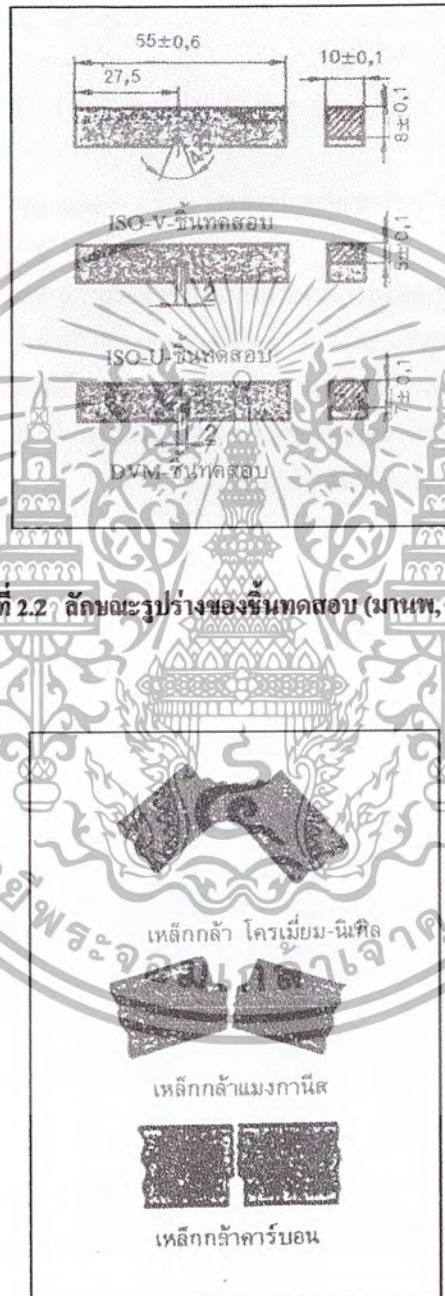 55±0,6
10±0,1
27,5
8±0,1
ISO-V-ชิ้นทดสอบ
5±0,1
2
ISO-U-ชิ้นทดสอบ
7±0,1
2
DVM-ชิ้นทดสอบ
ที่ 2.2 ลักษณะรูปร่างของชิ้นทดสอบ (มานพ,
เหล็กกล้า โครเมี่ยม-นิเกิล
เหล็กกล้าแมงกานีส
เหล็กกล้าคาร์บอน